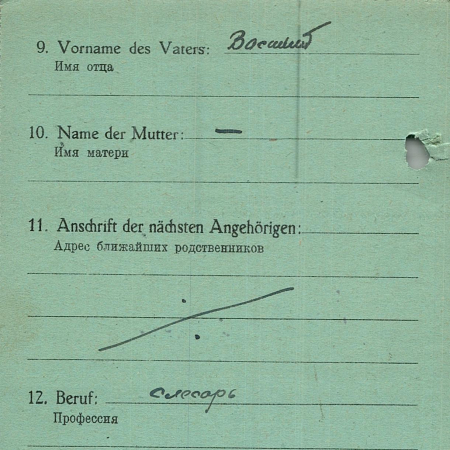 9. Vorname des Vaters:
Имя отца
10. Name der Mutter: —
Имя матери
11. Anschrift der nächsten Angehörigen:
Адрес ближайших родственников
12. Beruf: слесарь
Профессия